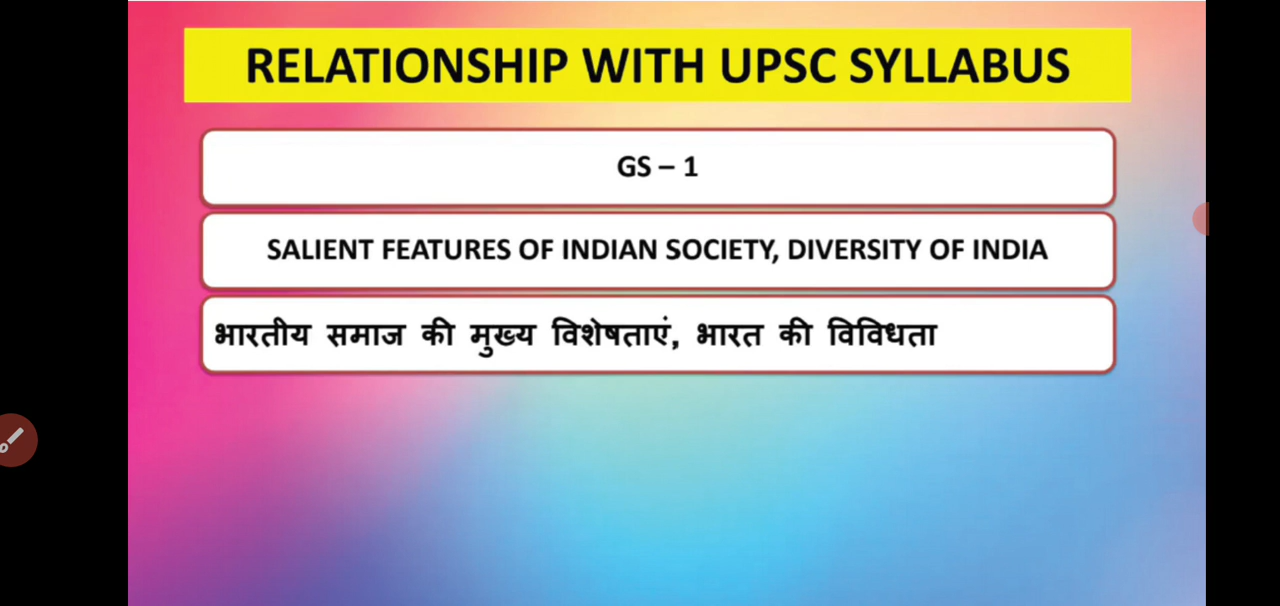 RELATIONSHIP WITH UPSC SYLLABUS
GS – 1
SALIENT FEATURES OF INDIAN SOCIETY, DIVERSITY OF INDIA
भारतीय समाज की मुख्य विशेषताएं, भारत की विविधता